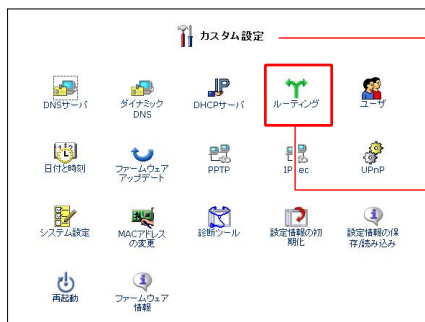 カスタム設定
DNSサーバ
ダイナミック
DNS
DHCPサーバ
ルーティング
ユーザ
日付と時刻
ファームウェア
アップデート
PPTP
IPsec
UPnP
システム設定
MACアドレス
の変更
診断ツール
設定情報の初
期化
設定情報の保
存/読み込み
再起動
ファームウェア
情報